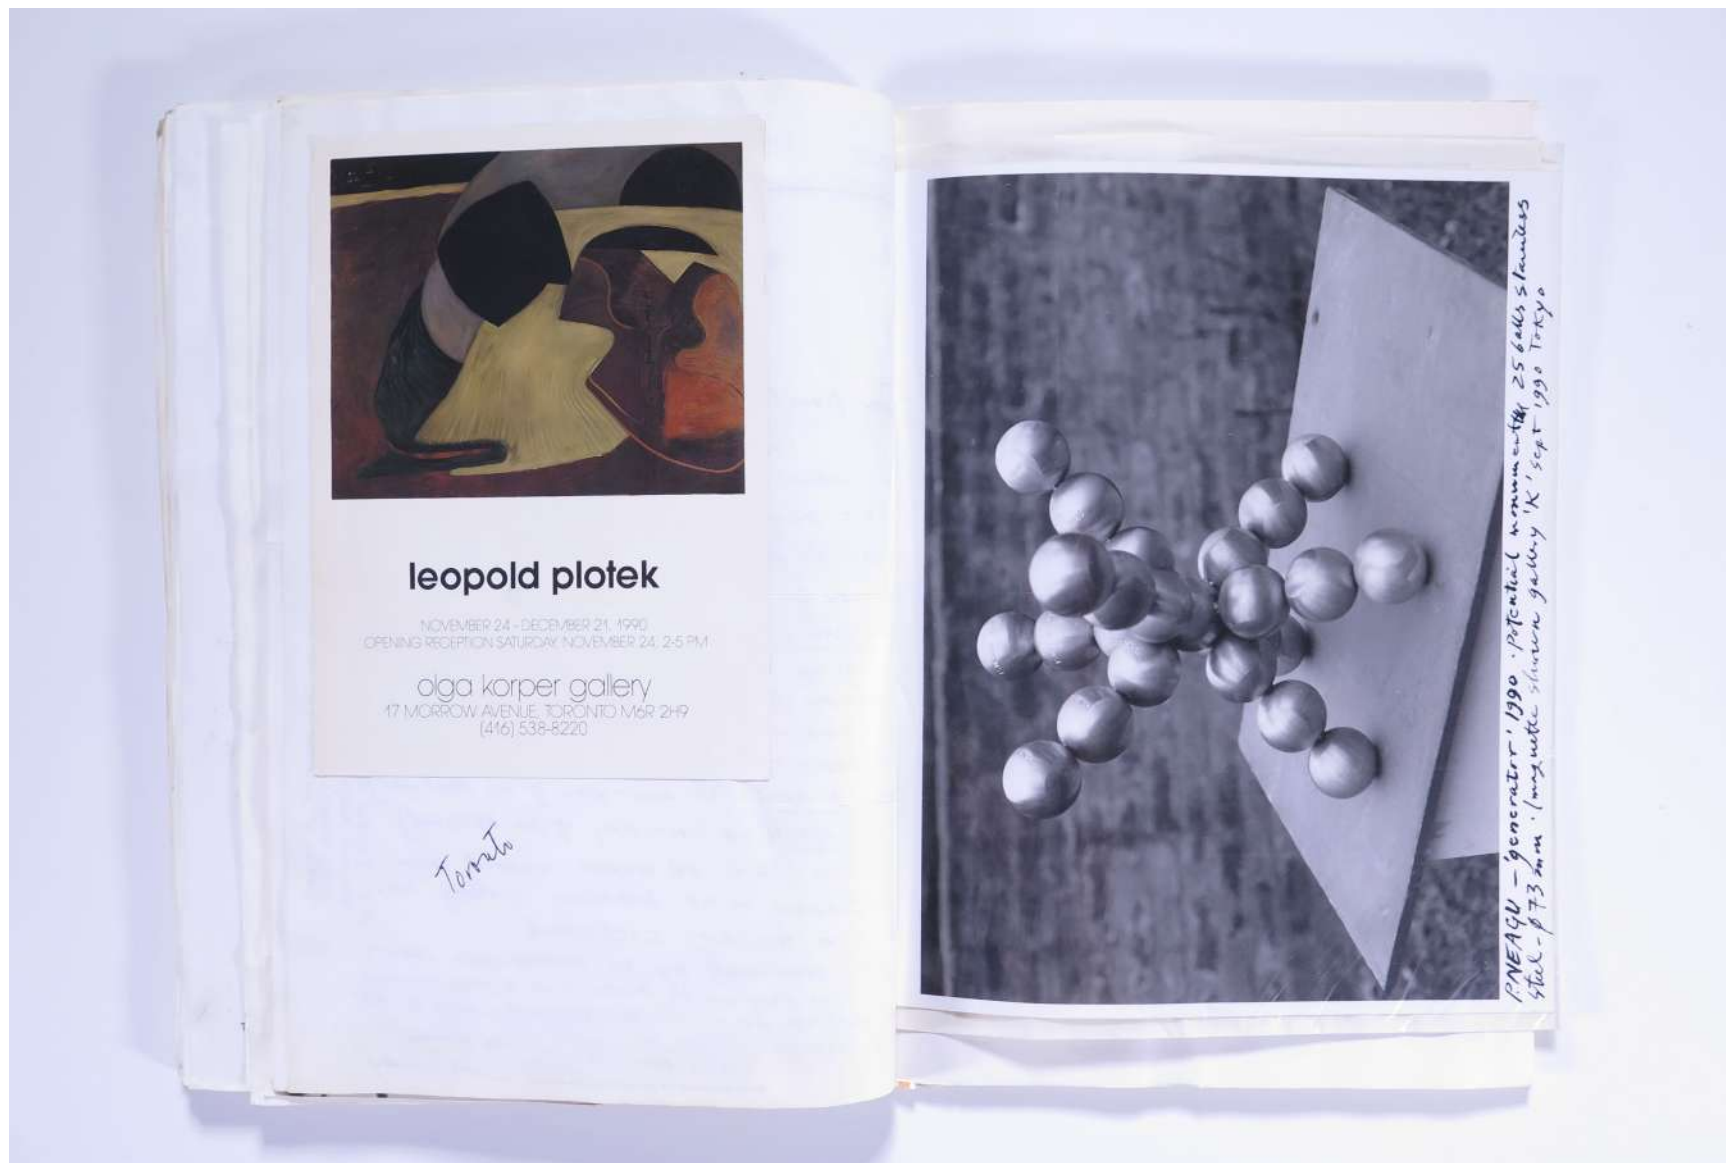 leopold plotek
NOVEMBER 24 - DECEMBER 21, 1990
OPENING RECEPTION SATURDAY, NOVEMBER 24, 2-5 PM
olga korper gallery
17 MORROW AVENUE, TORONTO M6R 2H9
(416) 538-8220
Toronto
P. NEAGU - 'generator' 1990 · Potential monument 25 balls stainless
steel - ø 73 mm · (maquette shown gallery 'K' sept 1990 Tokyo